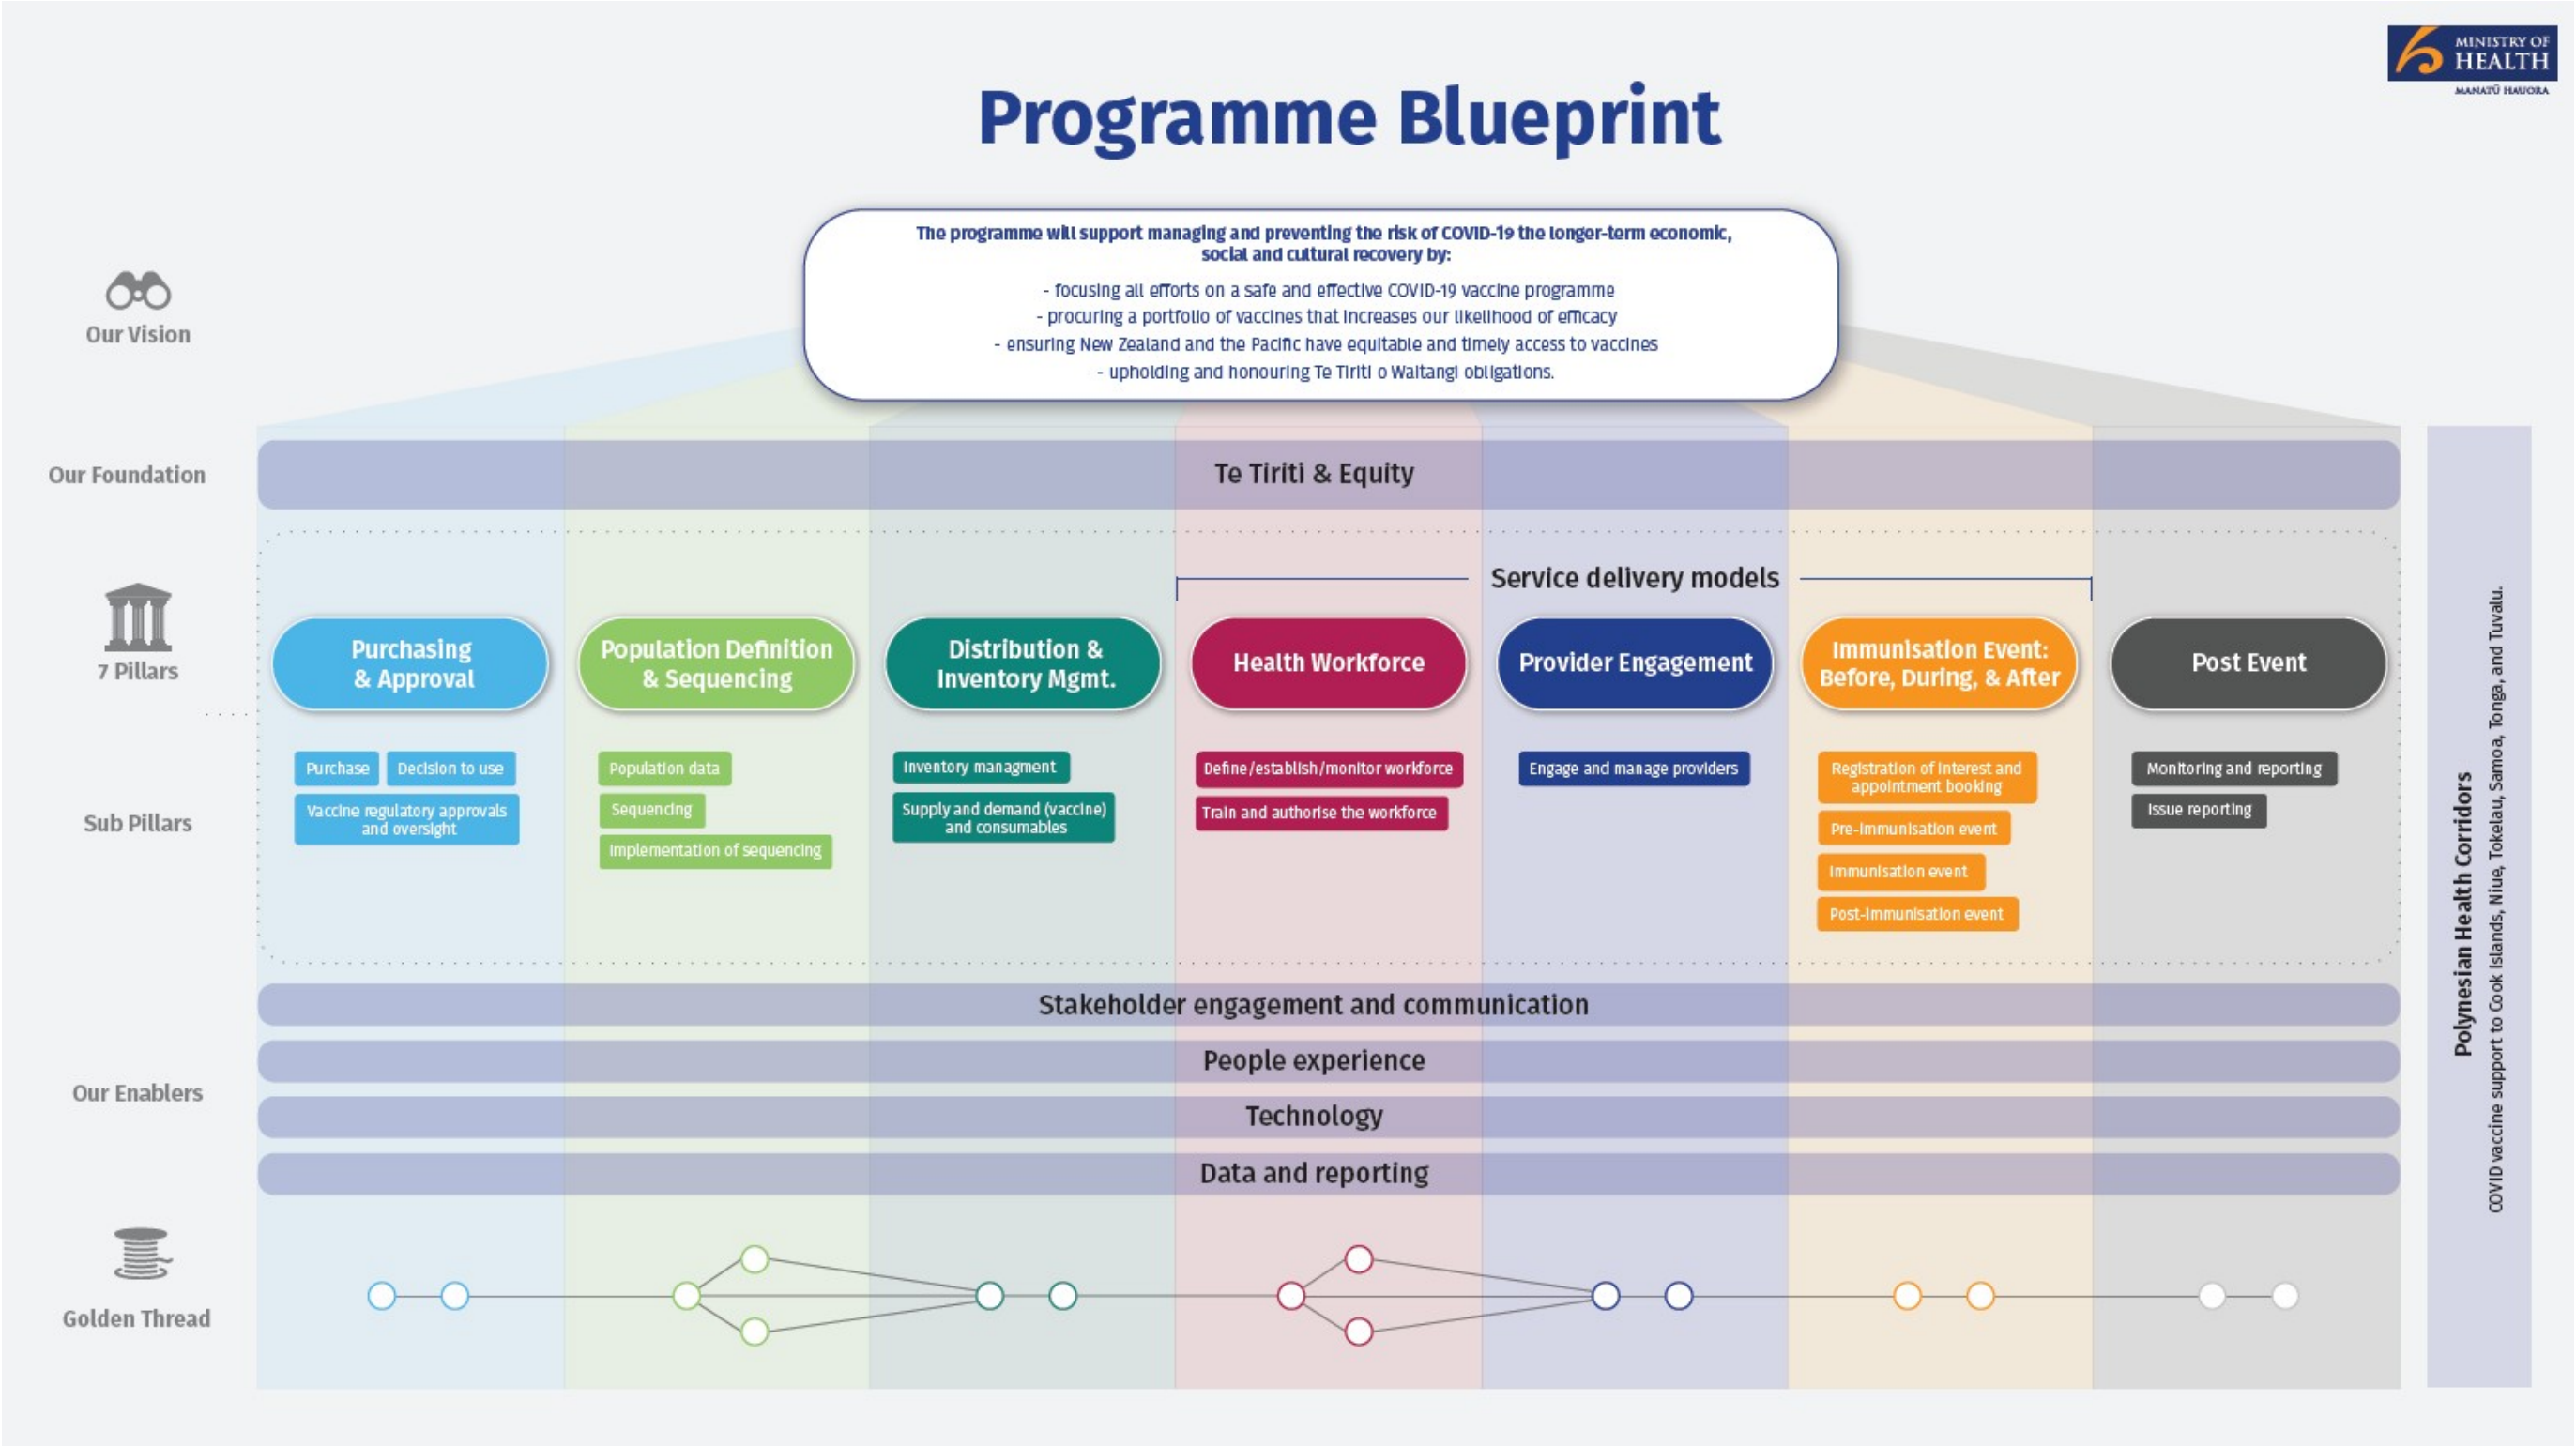 MINISTRY OF
HEALTH
MANATŪ HAUORA
Programme Blueprint
The programme will support managing and preventing the risk of COVID-19 the longer-term economic,
social and cultural recovery by:
- focusing all efforts on a safe and effective COVID-19 vaccine programme
- procuring a portfolio of vaccines that increases our likelihood of efficacy
- ensuring New Zealand and the Pacific have equitable and timely access to vaccines
- upholding and honouring Te Tiriti o Waitangi obligations.
Our Vision
Our Foundation
Te Tiriti & Equity
Service delivery models
7 Pillars
Purchasing
& Approval
Population Definition
& Sequencing
Distribution &
Inventory Mgmt.
Health Workforce
Provider Engagement
Immunisation Event:
Before, During, & After
Post Event
Sub Pillars
Purchase
Decision to use
Vaccine regulatory approvals
and oversight
Population data
Sequencing
Implementation of sequencing
Inventory managment
Supply and demand (vaccine)
and consumables
Define/establish/monitor workforce
Train and authorise the workforce
Engage and manage providers
Registration of interest and
appointment booking
Pre-immunisation event
Immunisation event
Post-immunisation event
Monitoring and reporting
Issue reporting
Our Enablers
Stakeholder engagement and communication
People experience
Technology
Data and reporting
Golden Thread
Polynesian Health Corridors
COVID vaccine support to Cook Islands, Niue, Tokelau, Samoa, Tonga, and Tuvalu.